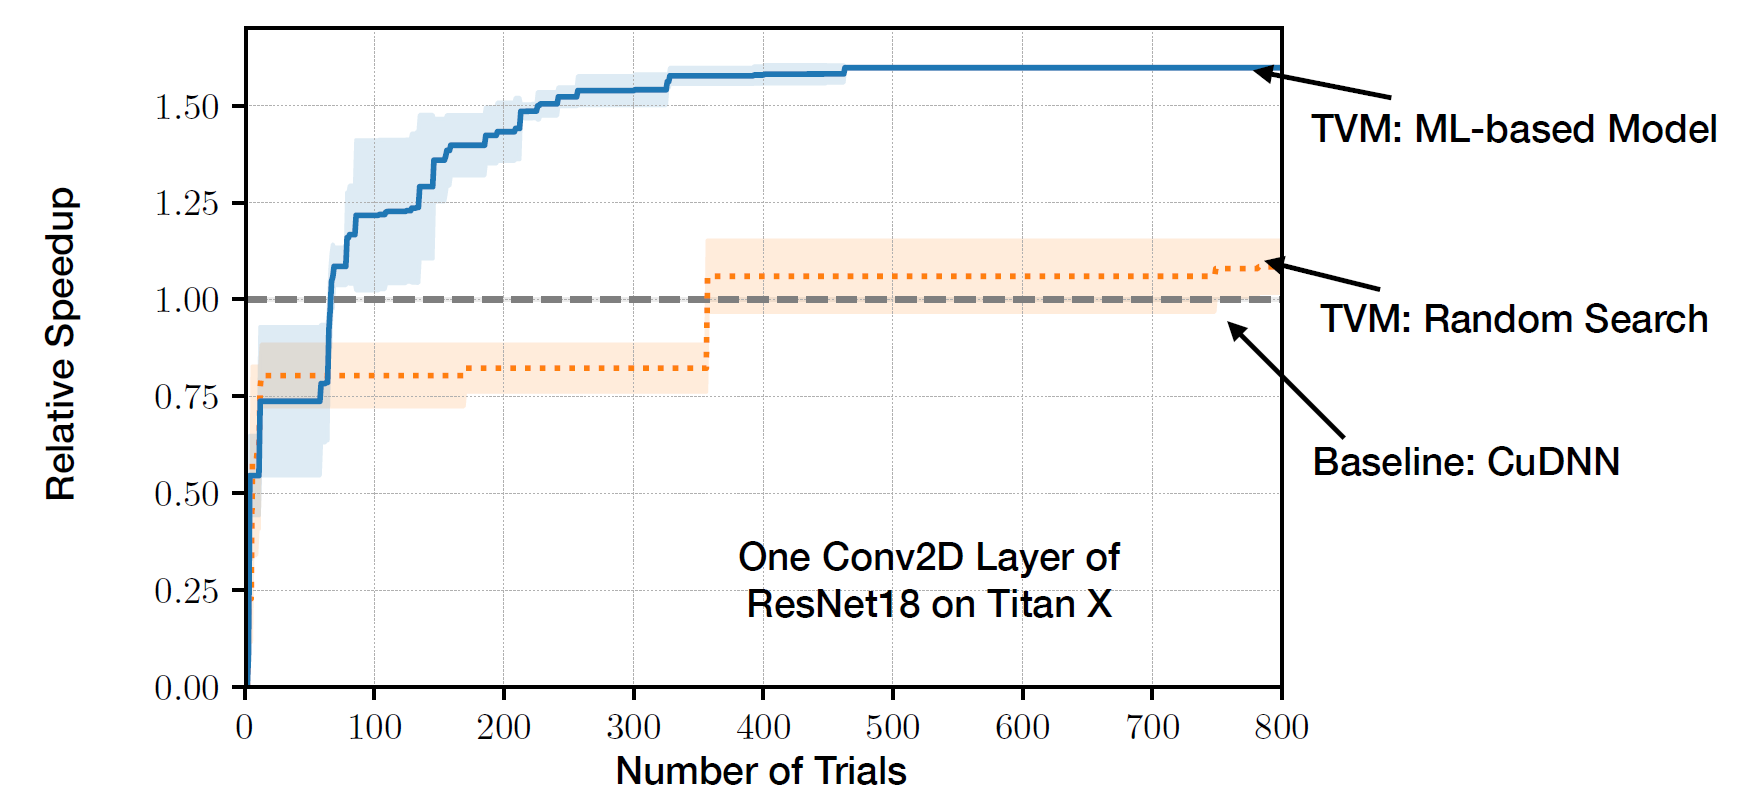 1.50
1.25
1.00
0.75
0.50
0.25
0.00
Relative Speedup
0 100 200 300 400 500 600 700 800
Number of Trials
One Conv2D Layer of
ResNet18 on Titan X
TVM: ML-based Model
TVM: Random Search
Baseline: CuDNN